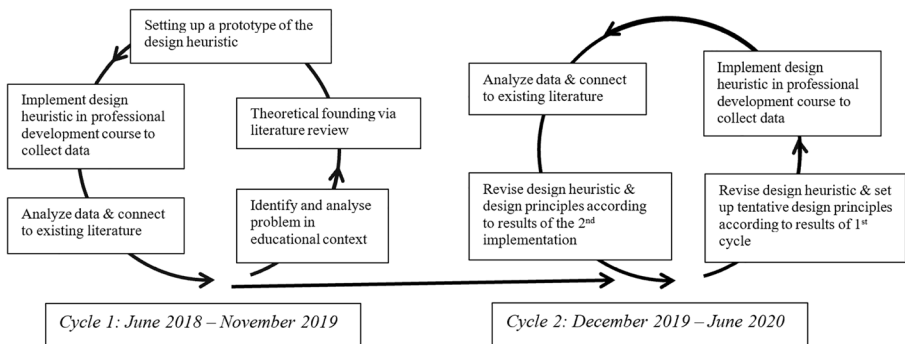 Setting up a prototype of the
design heuristic
Implement design
heuristic in professional
development course to
collect data
Theoretical founding via
literature review
Analyze data & connect
to existing literature
Identify and analyse
problem in
educational context
Cycle 1: June 2018 – November 2019
Analyze data & connect
to existing literature
Implement design
heuristic in professional
development course to
collect data
Revise design heuristic &
design principles according
to results of the 2nd
implementation
Revise design heuristic & set
up tentative design principles
according to results of 1st
cycle
Cycle 2: December 2019 – June 2020